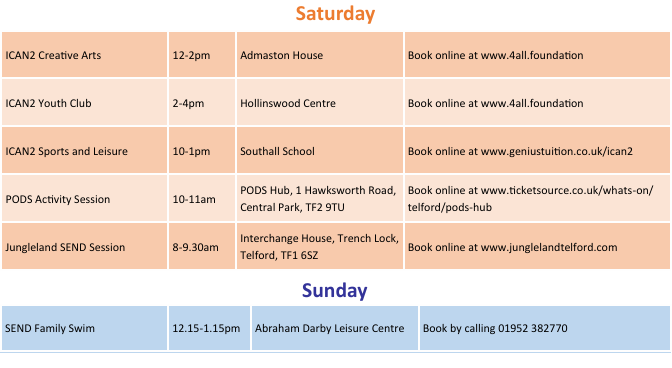 Saturday
ICAN2 Creative Arts 12-2pm Admaston House Book online at www.4all.foundation
ICAN2 Youth Club 2-4pm Hollinswood Centre Book online at www.4all.foundation
ICAN2 Sports and Leisure 10-1pm Southall School Book online at www.geniustuition.co.uk/ican2
PODS Activity Session 10-11am PODS Hub, 1 Hawksworth Road,
Central Park, TF2 9TU
Book online at www.ticketsource.co.uk/whats-on/
telford/pods-hub
Jungleland SEND Session 8-9.30am Interchange House, Trench Lock,
Telford, TF1 6SZ
Book online at www.junglelandtelford.com
Sunday
SEND Family Swim 12.15-1.15pm Abraham Darby Leisure Centre Book by calling 01952 382770